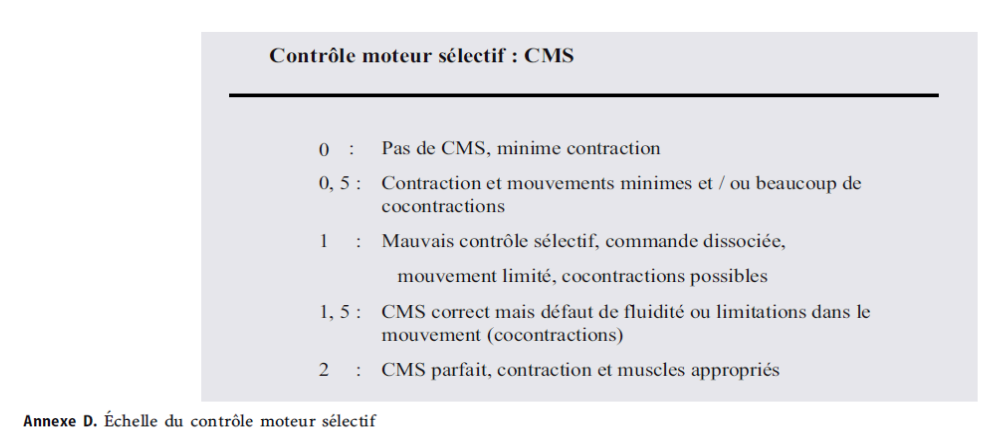 Contrôle moteur sélectif : CMS
0 : Pas de CMS, minime contraction
0, 5 : Contraction et mouvements minimes et / ou beaucoup de
cocontractions
1 : Mauvais contrôle sélectif, commande dissociée,
mouvement limité, cocontractions possibles
1, 5 : CMS correct mais défaut de fluidité ou limitations dans le
mouvement (cocontractions)
2 : CMS parfait, contraction et muscles appropriés
Annexe D. Échelle du contrôle moteur sélectif